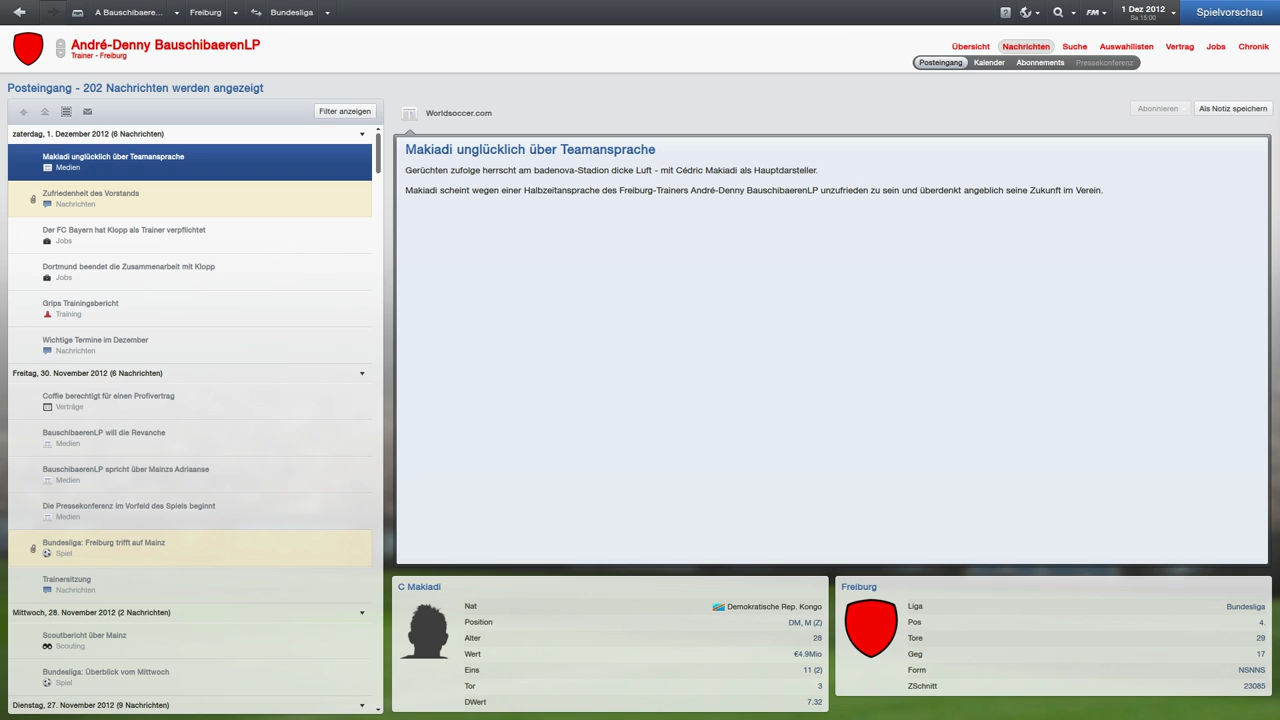 A Bauschibaere...
Freiburg
Bundesliga
FM
1 Dez 2012
Sa 15:00
Spielvorschau
André-Denny BauschibaerenLP
Trainer - Freiburg
Übersicht
Nachrichten
Suche
Auswahllisten
Vertrag
Jobs
Chronik
Posteingang
Kalender
Abonnements
Pressekonferenz
Posteingang - 202 Nachrichten werden angezeigt
Filter anzeigen
zaterdag, 1. Dezember 2012 (6 Nachrichten)
Makiadi unglücklich über Teamansprache
Medien
Zufriedenheit des Vorstands
Nachrichten
Der FC Bayern hat Klopp als Trainer verpflichtet
Jobs
Dortmund beendet die Zusammenarbeit mit Klopp
Jobs
Grips Trainingsbericht
Training
Wichtige Termine im Dezember
Nachrichten
Freitag, 30. November 2012 (6 Nachrichten)
Coffie berechtigt für einen Profivertrag
Verträge
BauschibaerenLP will die Revanche
Medien
BauschibaerenLP spricht über Mainzs Adriaanse
Medien
Die Pressekonferenz im Vorfeld des Spiels beginnt
Medien
Bundesliga: Freiburg trifft auf Mainz
Spiel
Trainersitzung
Nachrichten
Mittwoch, 28. November 2012 (2 Nachrichten)
Scoutbericht über Mainz
Scouting
Bundesliga: Überblick vom Mittwoch
Spiel
Dienstag, 27. November 2012 (9 Nachrichten)
Worldsoccer.com
Abonnieren
Als Notiz speichern
Makiadi unglücklich über Teamansprache
Gerüchten zufolge herrscht am badenova-Stadion dicke Luft - mit Cédric Makiadi als Hauptdarsteller.
Makiadi scheint wegen einer Halbzeitansprache des Freiburg-Trainers André-Denny BauschibaerenLP unzufrieden zu sein und überdenkt angeblich seine Zukunft im Verein.
C Makiadi
Nat Demokratische Rep. Kongo
Position DM, M (Z)
Alter 28
Wert €4.9Mio
Eins 11 (2)
Tor 3
DWert 7.32
Freiburg
Liga Bundesliga
Pos 4.
Tore 29
Geg 17
Form NSNNS
ZSchnitt 23085